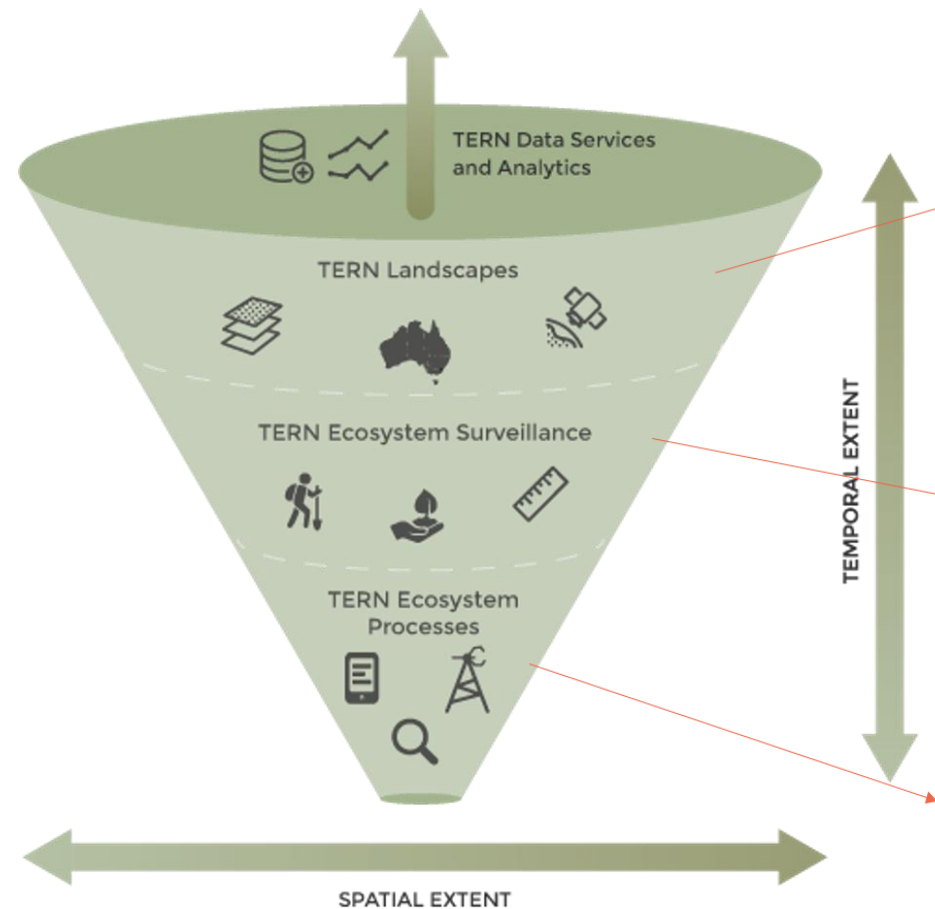 TERN Data Services
and Analytics
TERN Landscapes
TERN Ecosystem Surveillance
TERN Ecosystem
Processes
TEMPORAL EXTENT
SPATIAL EXTENT